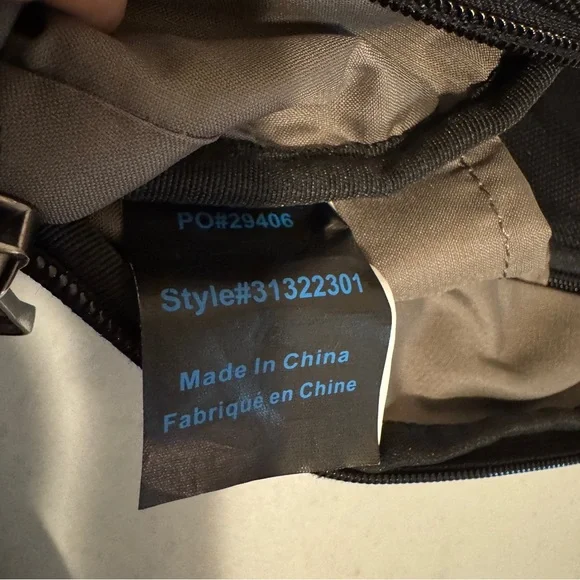 PO#29406
Style#31322301
Made In China
Fabriqué en Chine